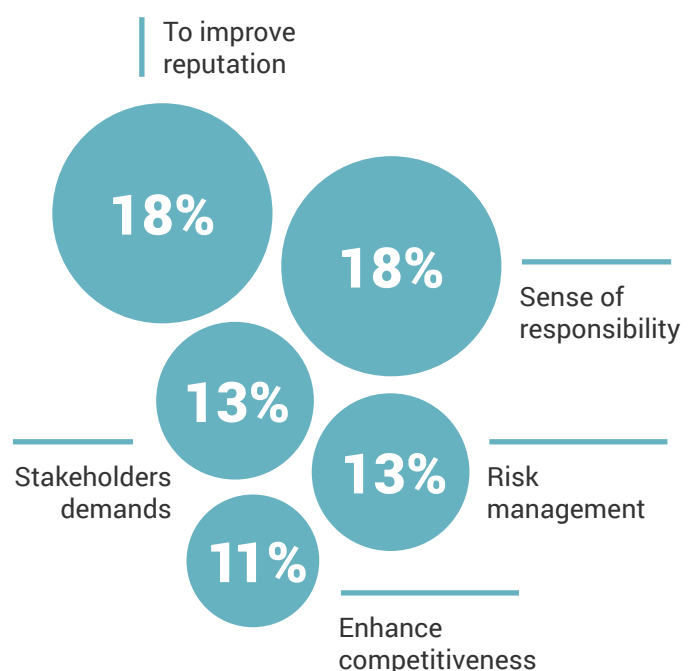 To improve
reputation
18%
18%
Sense of
responsibility
13%
Stakeholders
demands
13%
Risk
management
11%
Enhance
competitiveness